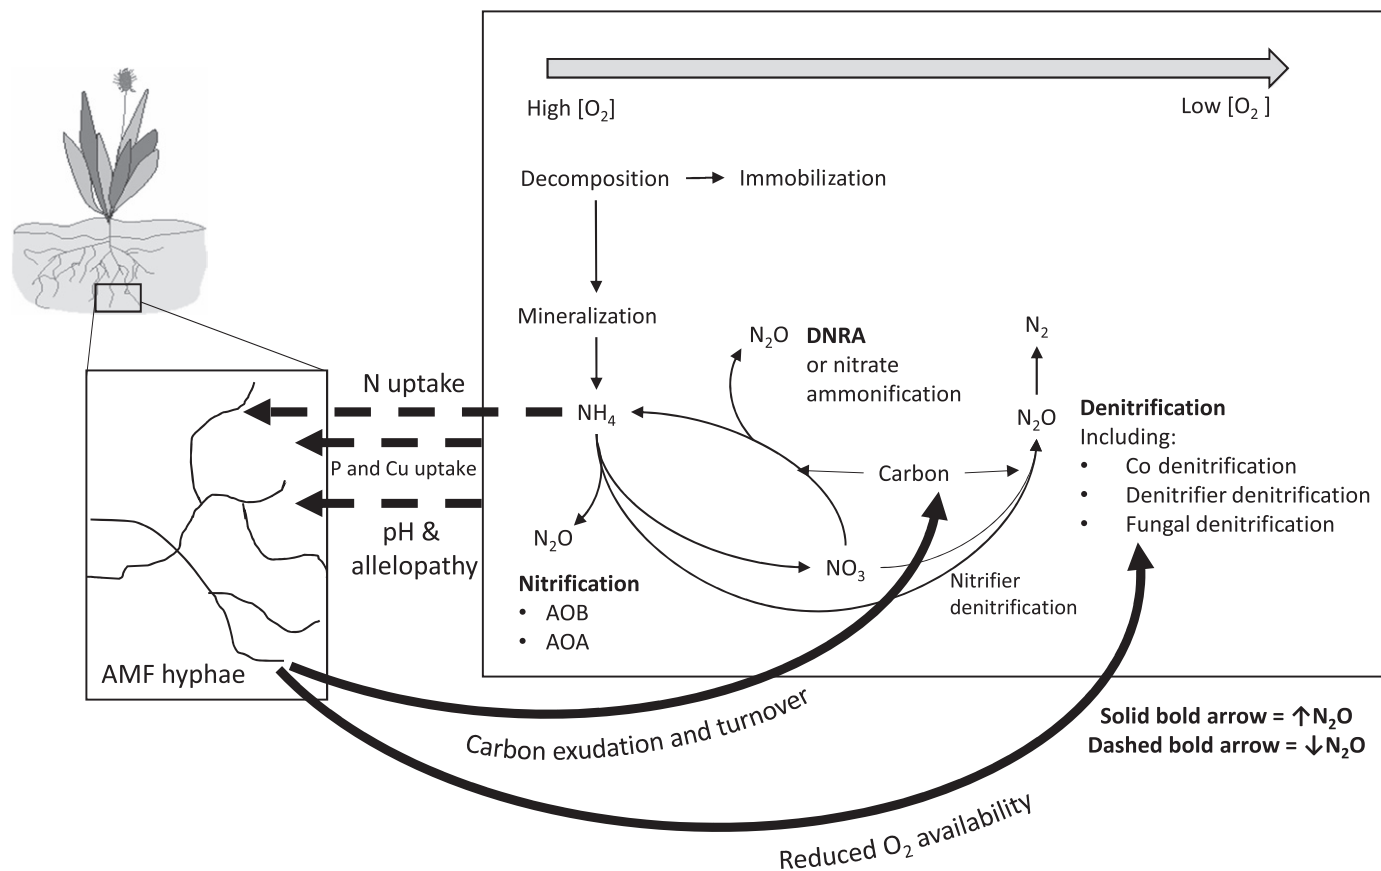 High [O₂]
Low [O₂ ]
Decomposition
Immobilization
Mineralization
N₂O
DNRA
or nitrate
ammonification
N₂
N uptake
NH₄
N₂O
Denitrification
Including:
• Co denitrification
• Denitrifier denitrification
• Fungal denitrification
P and Cu uptake
Carbon
pH &
allelopathy
N₂O
NO₃
Nitrifier
denitrification
Nitrification
• AOB
• AOA
AMF hyphae
Carbon exudation and turnover
Solid bold arrow = ↑N₂O
Dashed bold arrow = ↓N₂O
Reduced O₂ availability